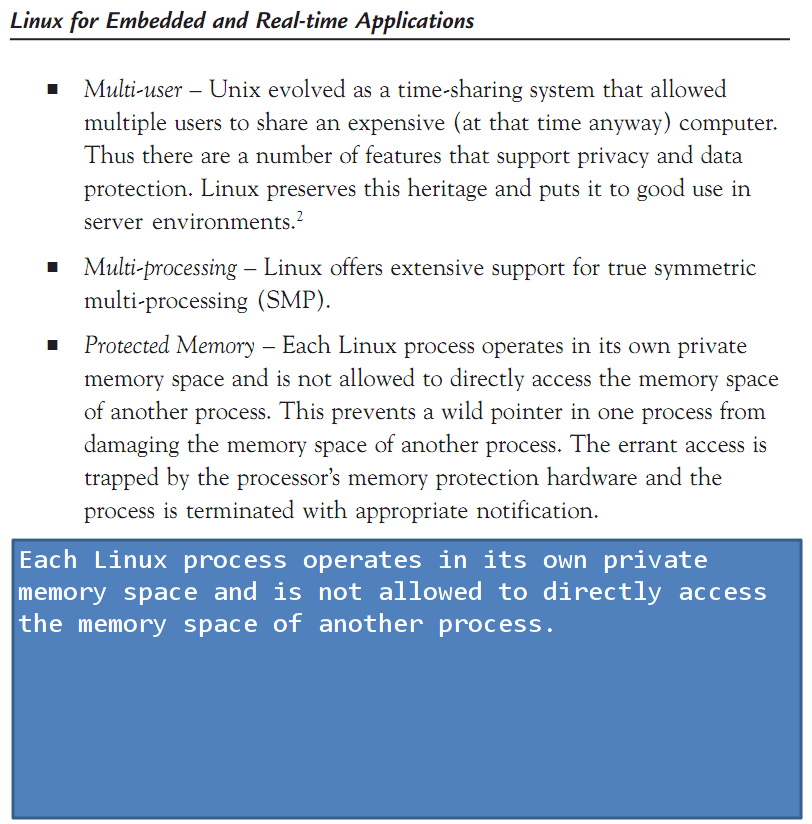 Linux for Embedded and Real-time Applications
▪ Multi-user – Unix evolved as a time-sharing system that allowed
multiple users to share an expensive (at that time anyway) computer.
Thus there are a number of features that support privacy and data
protection. Linux preserves this heritage and puts it to good use in
server environments.²
▪ Multi-processing – Linux offers extensive support for true symmetric
multi-processing (SMP).
▪ Protected Memory – Each Linux process operates in its own private
memory space and is not allowed to directly access the memory space
of another process. This prevents a wild pointer in one process from
damaging the memory space of another process. The errant access is
trapped by the processor’s memory protection hardware and the
process is terminated with appropriate notification.
Each Linux process operates in its own private
memory space and is not allowed to directly access
the memory space of another process.